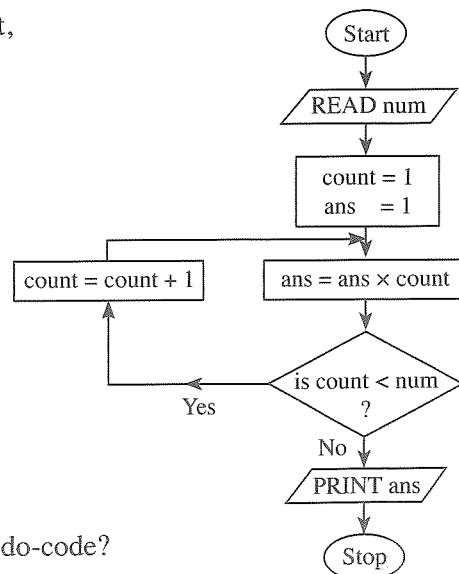 t,
Start
READ num
count = 1
ans = 1
count = count + 1
ans = ans × count
is count < num
?
Yes
No
PRINT ans
do-code?
Stop